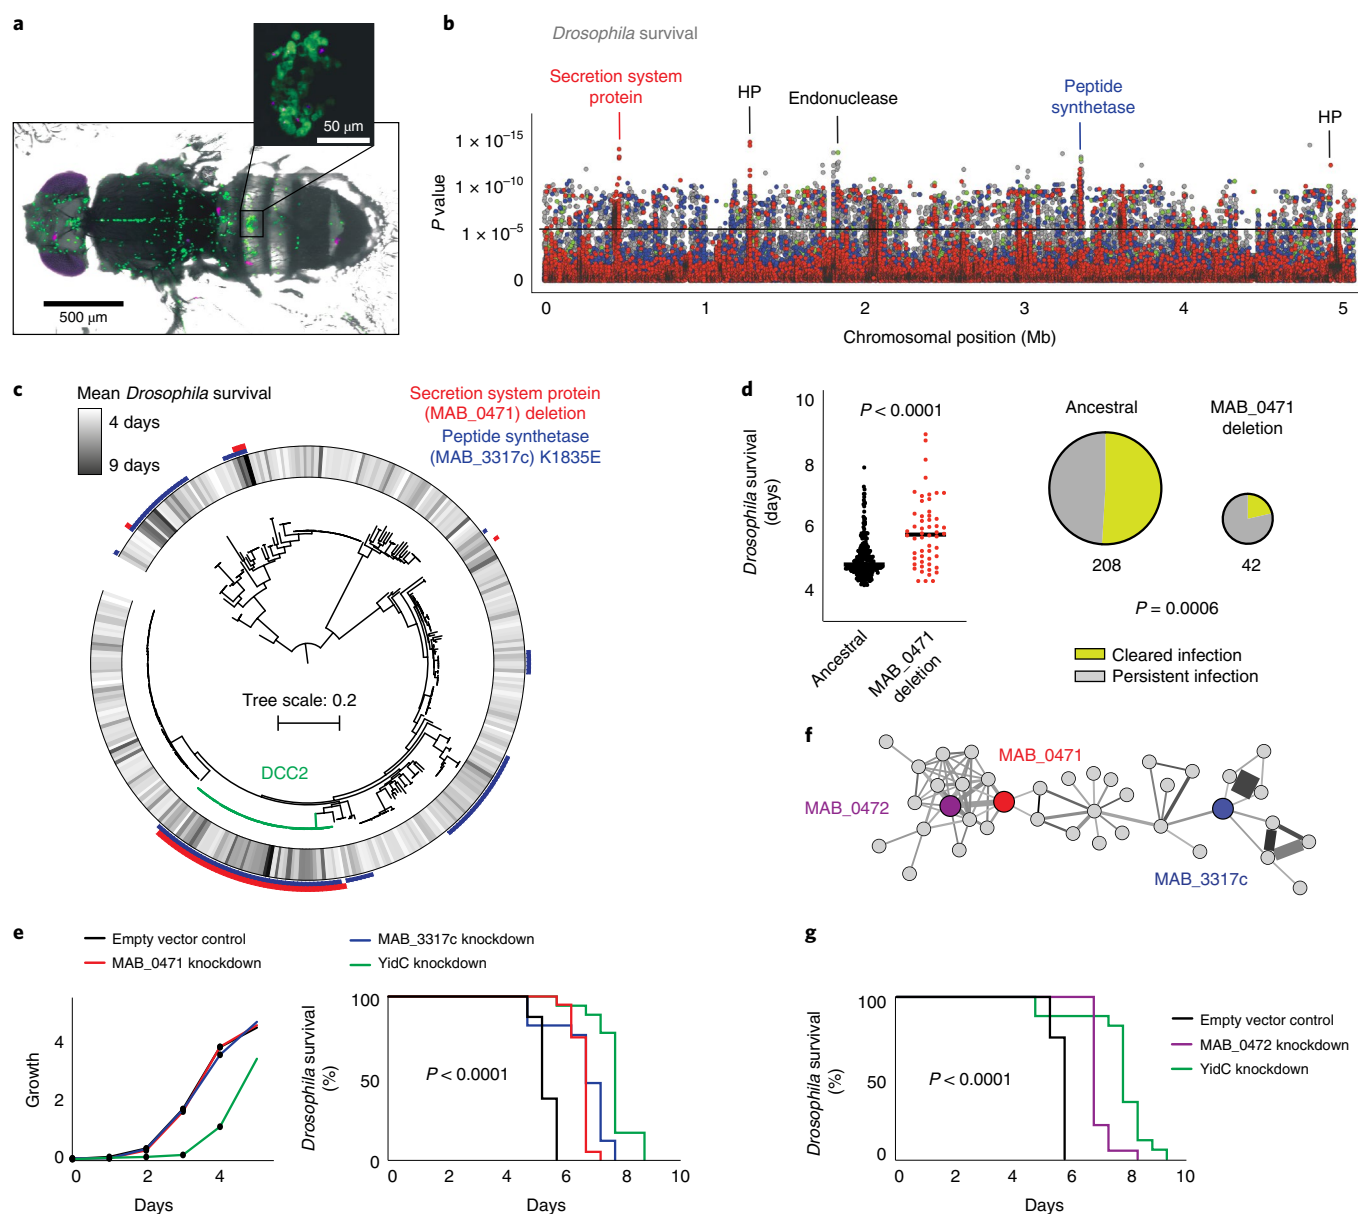 a
50 µm
500 µm
b
Drosophila survival
Secretion system
protein
HP
Endonuclease
Peptide
synthetase
HP
P value
1 × 10⁻¹⁵
1 × 10⁻¹⁰
1 × 10⁻⁵
0
0 1 2 3 4 5
Chromosomal position (Mb)
c
Mean Drosophila survival
4 days
9 days
Secretion system protein
(MAB_0471) deletion
Peptide synthetase
(MAB_3317c) K1835E
Tree scale: 0.2
DCC2
d
Drosophila survival
(days)
10
8
6
4
P < 0.0001
Ancestral
MAB_0471
deletion
Ancestral
MAB_0471
deletion
208
42
P = 0.0006
Cleared infection
Persistent infection
f
MAB_0471
MAB_0472
MAB_3317c
e
Empty vector control
MAB_0471 knockdown
MAB_3317c knockdown
YidC knockdown
Growth
4
2
0
0 2 4
Days
Drosophila survival
(%)
100
50
0
P < 0.0001
0 2 4 6 8 10
Days
g
Drosophila survival
(%)
100
50
0
P < 0.0001
0 2 4 6 8 10
Days
Empty vector control
MAB_0472 knockdown
YidC knockdown